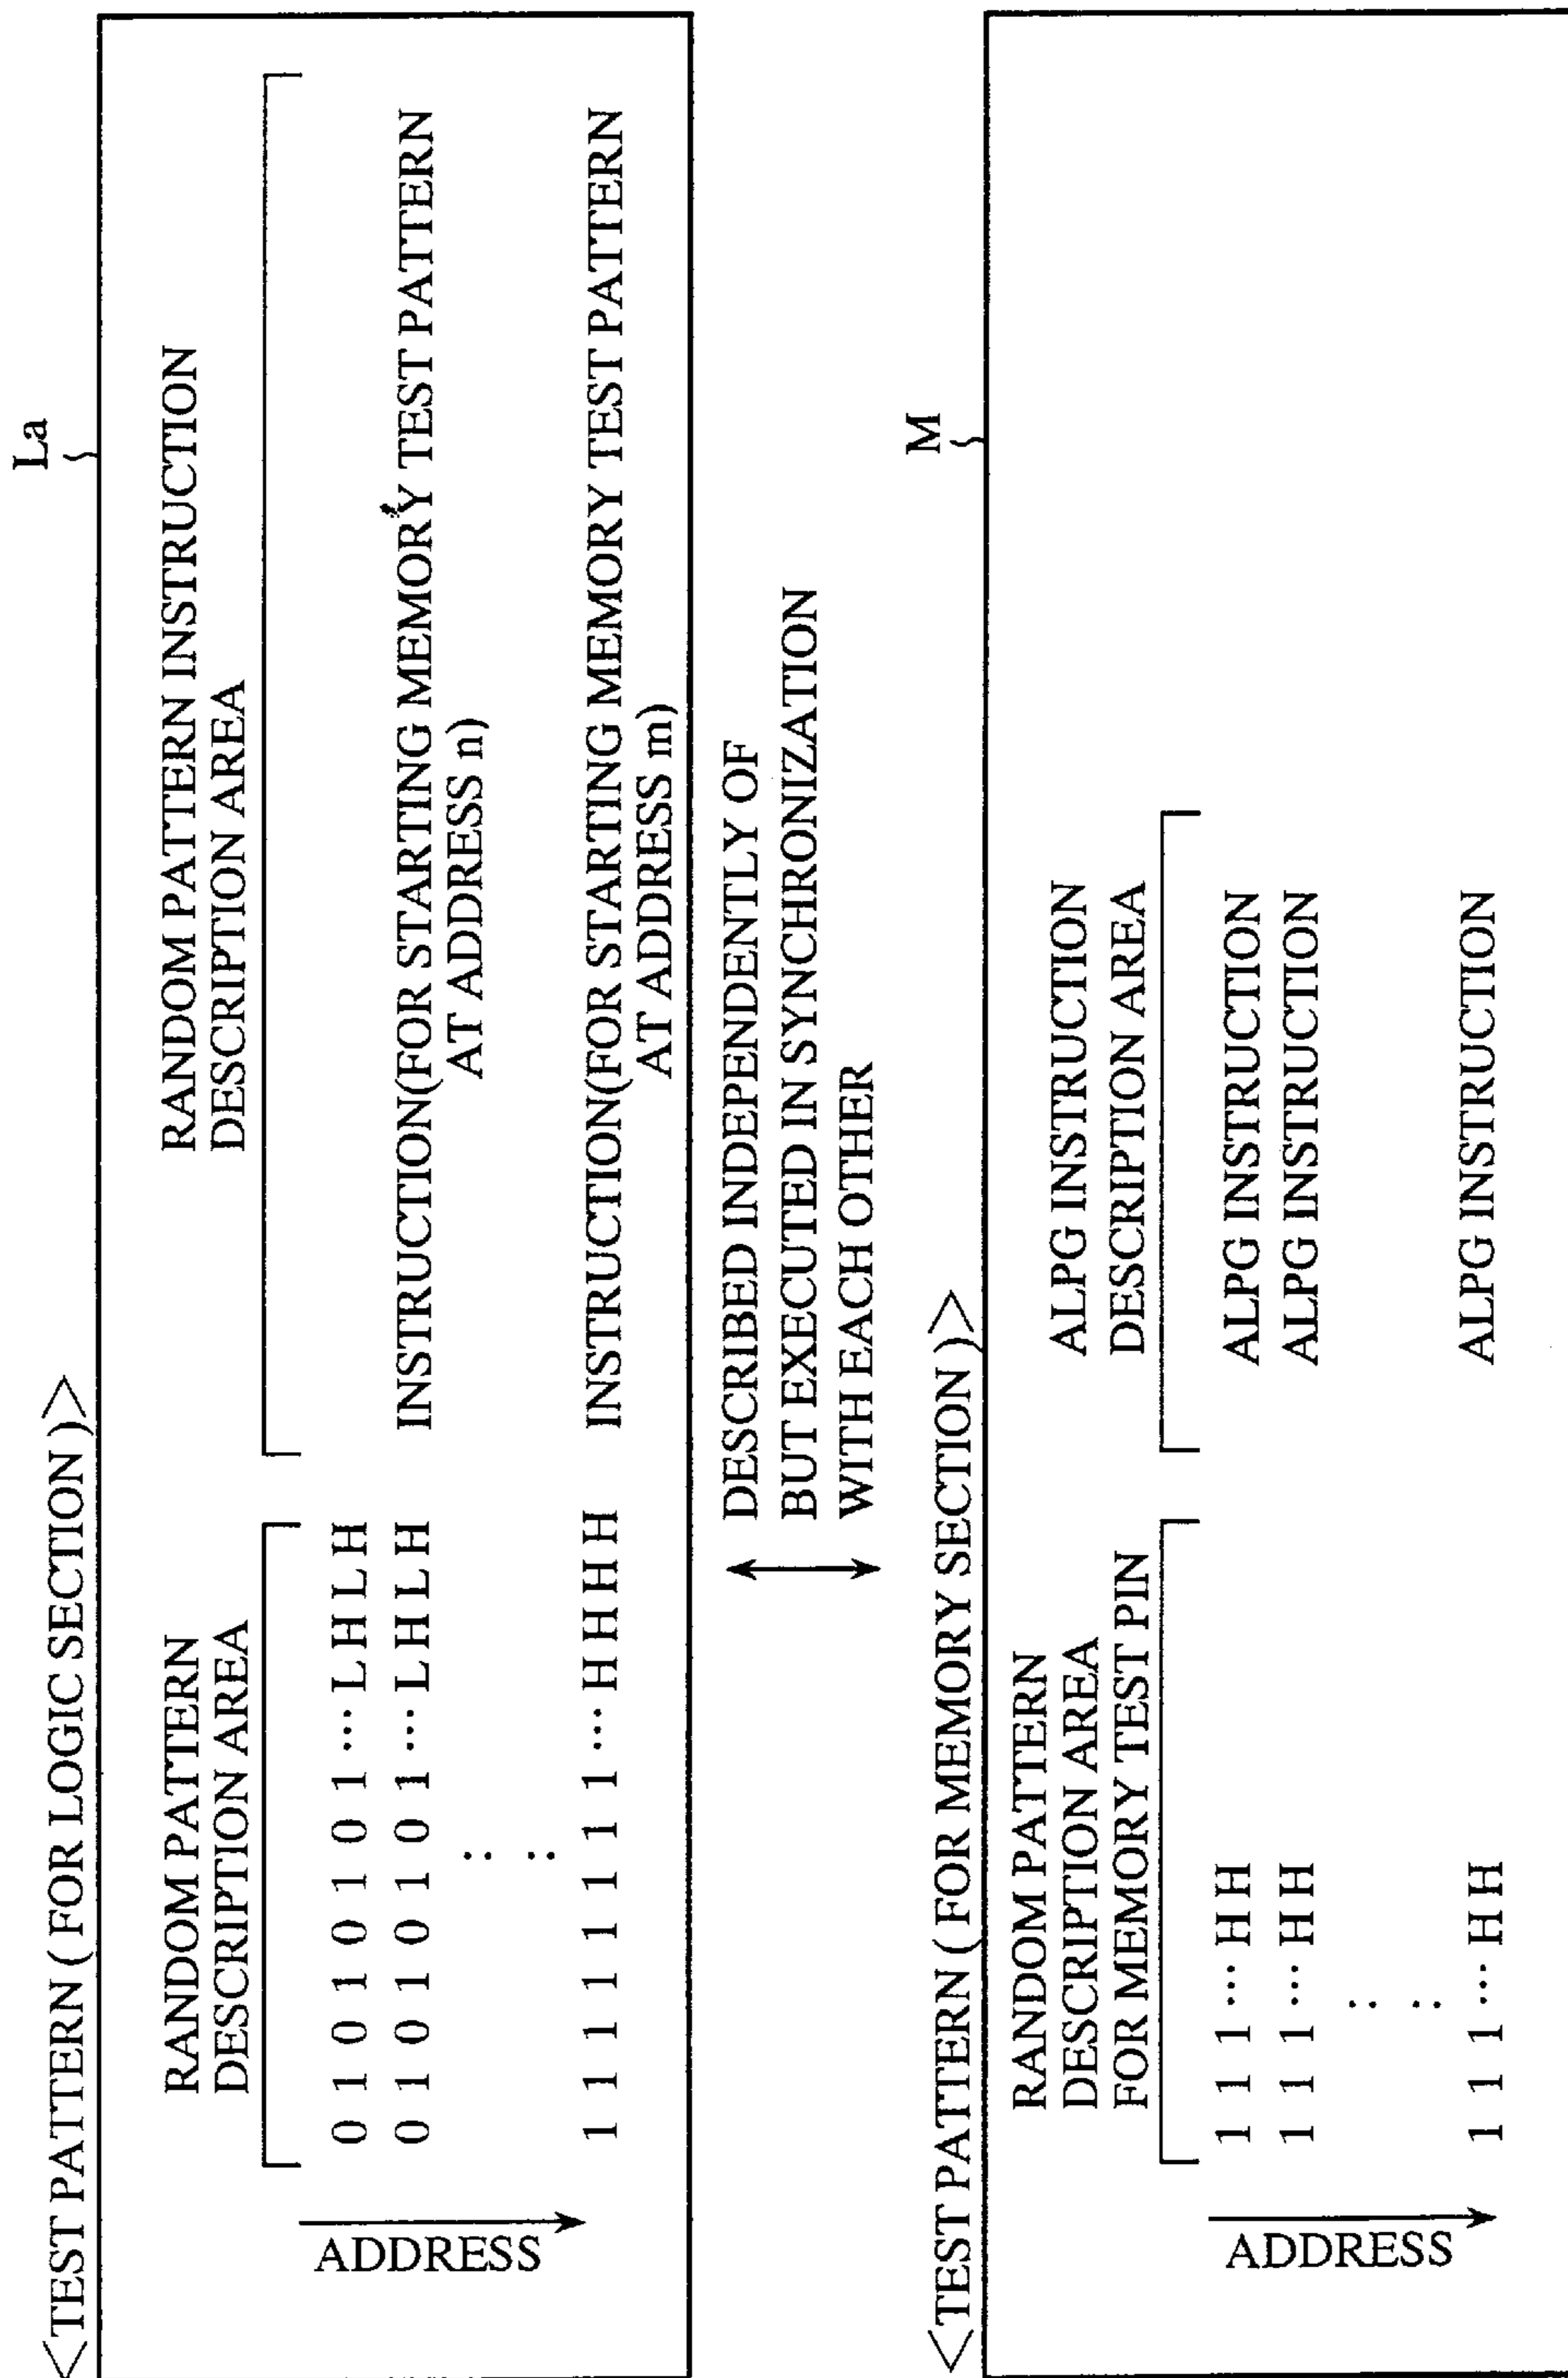 <TEST PATTERN ( FOR LOGIC SECTION )>
La
RANDOM PATTERN
DESCRIPTION AREA
RANDOM PATTERN INSTRUCTION
DESCRIPTION AREA
ADDRESS
0 1 0 1 0 1 0 1 ... L H L H
0 1 0 1 0 1 0 1 ... L H L H
INSTRUCTION(FOR STARTING MEMORY TEST PATTERN
AT ADDRESS n)
: :
1 1 1 1 1 1 1 1 ... H H H H
INSTRUCTION(FOR STARTING MEMORY TEST PATTERN
AT ADDRESS m)
DESCRIBED INDEPENDENTLY OF
BUT EXECUTED IN SYNCHRONIZATION
WITH EACH OTHER
<TEST PATTERN ( FOR MEMORY SECTION )>
M
RANDOM PATTERN
DESCRIPTION AREA
FOR MEMORY TEST PIN
ALPG INSTRUCTION
DESCRIPTION AREA
ADDRESS
1 1 1 ... H H
ALPG INSTRUCTION
1 1 1 ... H H
ALPG INSTRUCTION
: :
1 1 1 ... H H
ALPG INSTRUCTION